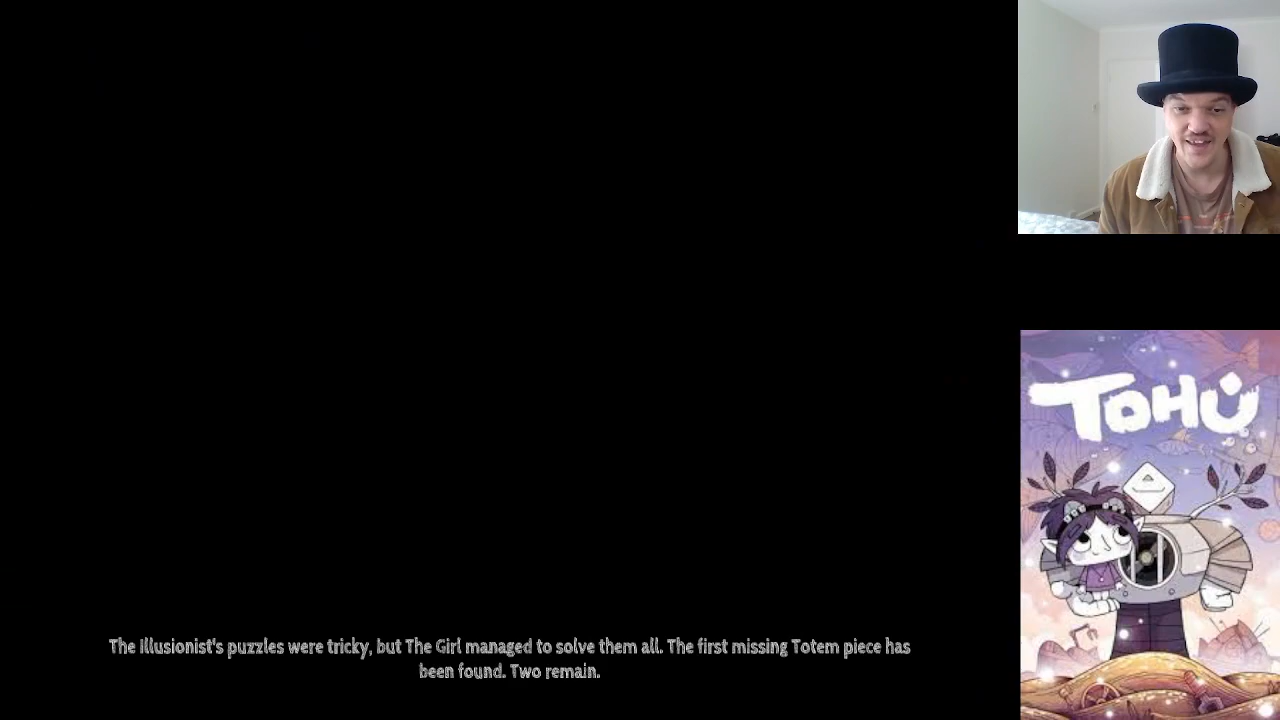 TOHU
The Illusionist's puzzles were tricky, but The Girl managed to solve them all. The first missing Totem piece has
been found. Two remain.